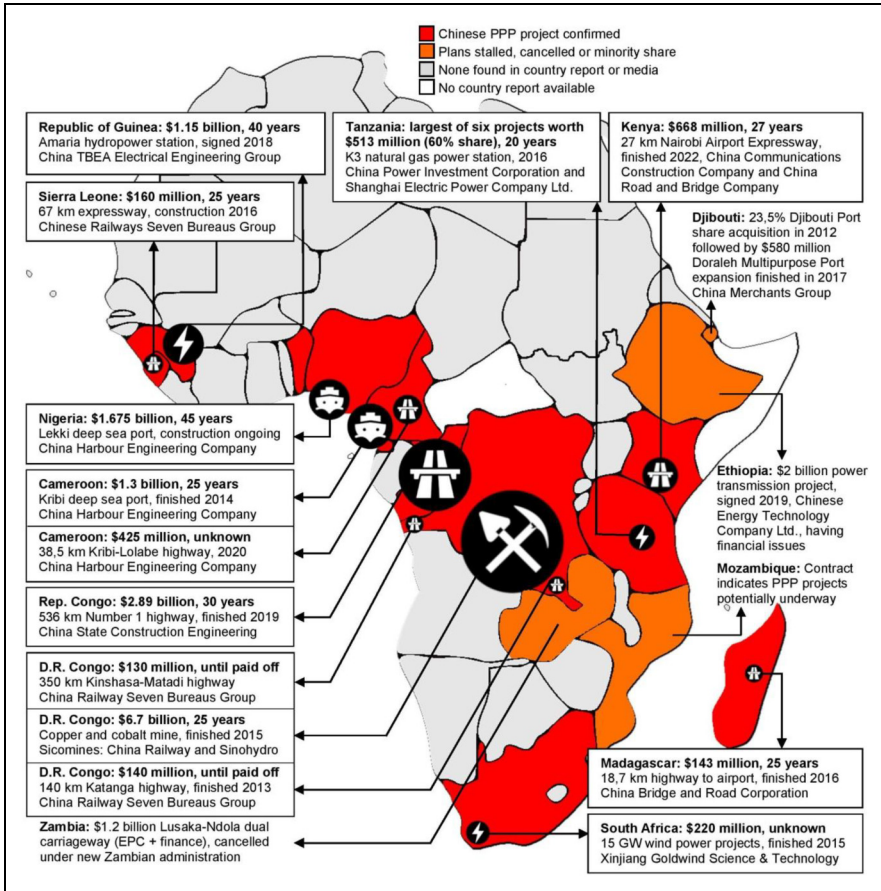 Chinese PPP project confirmed
Plans stalled, cancelled or minority share
None found in country report or media
No country report available
Republic of Guinea: $1.15 billion, 40 years
Amaria hydropower station, signed 2018
China TBEA Electrical Engineering Group
Tanzania: largest of six projects worth
$513 million (60% share), 20 years
K3 natural gas power station, 2016
China Power Investment Corporation and
Shanghai Electric Power Company Ltd.
Kenya: $668 million, 27 years
27 km Nairobi Airport Expressway,
finished 2022, China Communications
Construction Company and China
Road and Bridge Company
Sierra Leone: $160 million, 25 years
67 km expressway, construction 2016
Chinese Railways Seven Bureaus Group
Djibouti: 23,5% Djibouti Port
share acquisition in 2012
followed by $580 million
Doraleh Multipurpose Port
expansion finished in 2017
China Merchants Group
Nigeria: $1.675 billion, 45 years
Lekki deep sea port, construction ongoing
China Harbour Engineering Company
Cameroon: $1.3 billion, 25 years
Kribi deep sea port, finished 2014
China Harbour Engineering Company
Cameroon: $425 million, unknown
38,5 km Kribi-Lolabe highway, 2020
China Harbour Engineering Company
Rep. Congo: $2.89 billion, 30 years
536 km Number 1 highway, finished 2019
China State Construction Engineering
D.R. Congo: $130 million, until paid off
350 km Kinshasa-Matadi highway
China Railway Seven Bureaus Group
D.R. Congo: $6.7 billion, 25 years
Copper and cobalt mine, finished 2015
Sicomines: China Railway and Sinohydro
D.R. Congo: $140 million, until paid off
140 km Katanga highway, finished 2013
China Railway Seven Bureaus Group
Zambia: $1.2 billion Lusaka-Ndola dual
carriageway (EPC + finance), cancelled
under new Zambian administration
Ethiopia: $2 billion power
transmission project,
signed 2019, Chinese
Energy Technology
Company Ltd., having
financial issues
Mozambique: Contract
indicates PPP projects
potentially underway
Madagascar: $143 million, 25 years
18,7 km highway to airport, finished 2016
China Bridge and Road Corporation
South Africa: $220 million, unknown
15 GW wind power projects, finished 2015
Xinjiang Goldwind Science & Technology